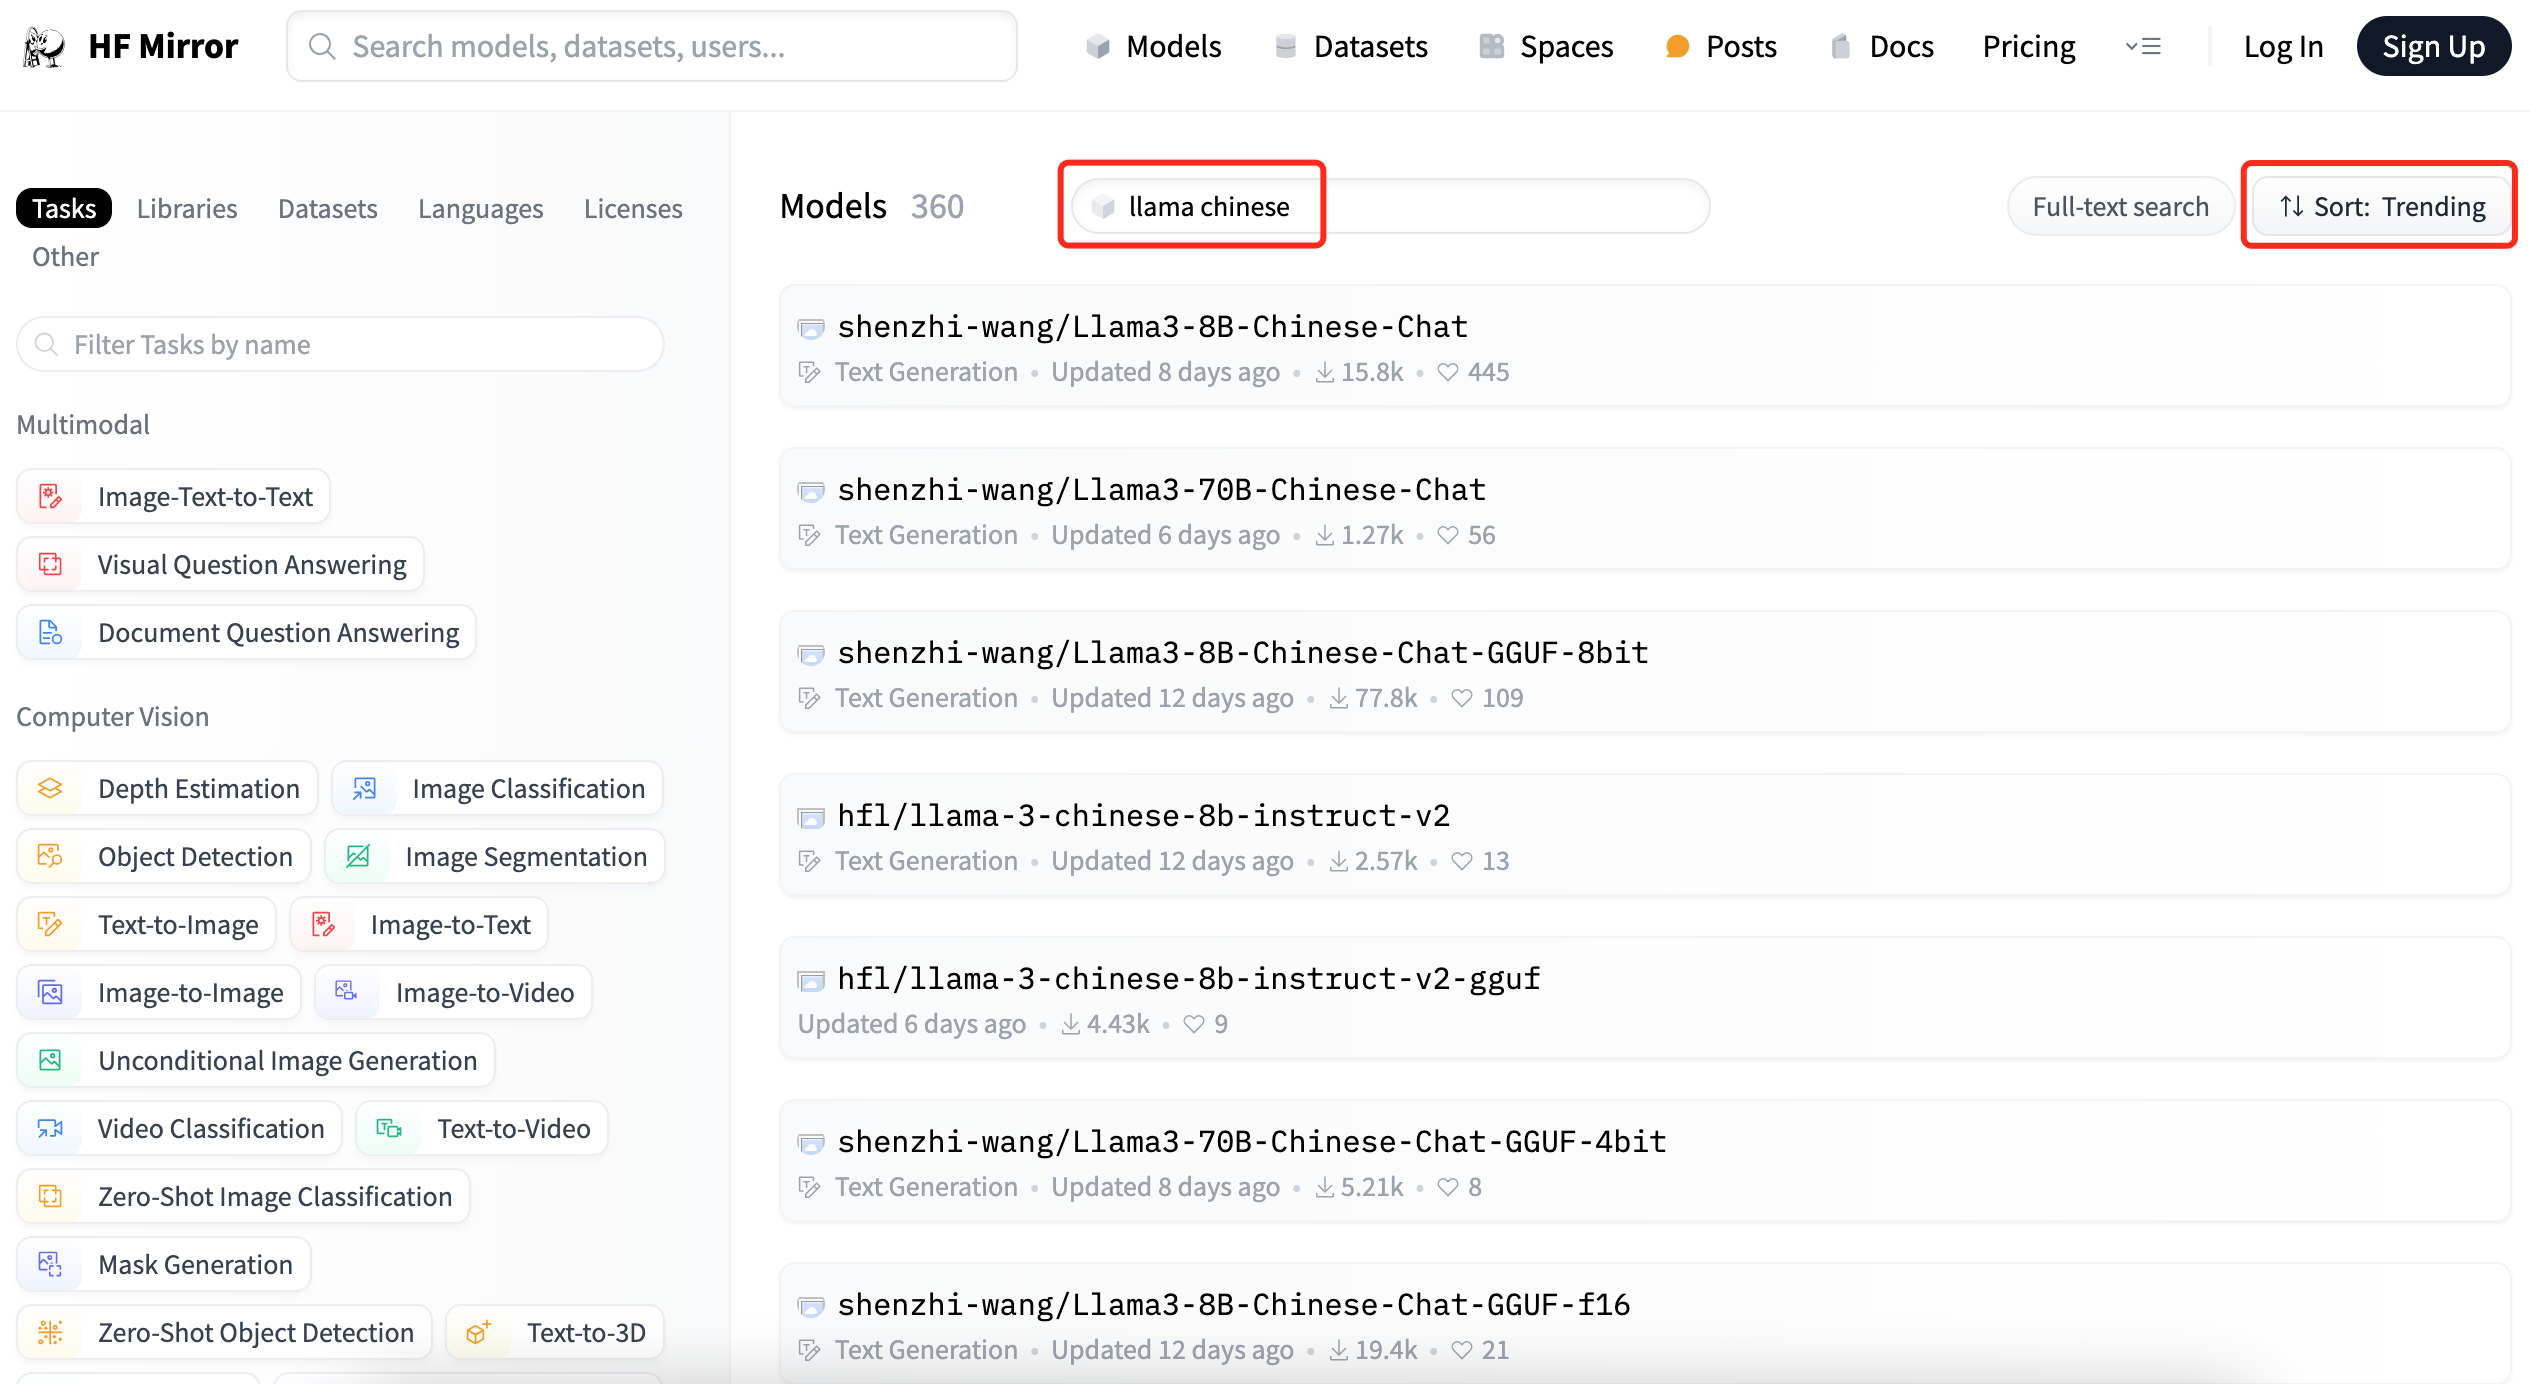 HF Mirror
Search models, datasets, users...
Models
Datasets
Spaces
Posts
Docs
Pricing
Log In
Sign Up
Tasks
Libraries
Datasets
Languages
Licenses
Other
Filter Tasks by name
Multimodal
Image-Text-to-Text
Visual Question Answering
Document Question Answering
Computer Vision
Depth Estimation
Image Classification
Object Detection
Image Segmentation
Text-to-Image
Image-to-Text
Image-to-Image
Image-to-Video
Unconditional Image Generation
Video Classification
Text-to-Video
Zero-Shot Image Classification
Mask Generation
Zero-Shot Object Detection
Text-to-3D
Models 360
llama chinese
Full-text search
Sort: Trending
shenzhi-wang/Llama3-8B-Chinese-Chat
Text Generation • Updated 8 days ago • 15.8k • 445
shenzhi-wang/Llama3-70B-Chinese-Chat
Text Generation • Updated 6 days ago • 1.27k • 56
shenzhi-wang/Llama3-8B-Chinese-Chat-GGUF-8bit
Text Generation • Updated 12 days ago • 77.8k • 109
hfl/llama-3-chinese-8b-instruct-v2
Text Generation • Updated 12 days ago • 2.57k • 13
hfl/llama-3-chinese-8b-instruct-v2-gguf
Updated 6 days ago • 4.43k • 9
shenzhi-wang/Llama3-70B-Chinese-Chat-GGUF-4bit
Text Generation • Updated 8 days ago • 5.21k • 8
shenzhi-wang/Llama3-8B-Chinese-Chat-GGUF-f16
Text Generation • Updated 12 days ago • 19.4k • 21